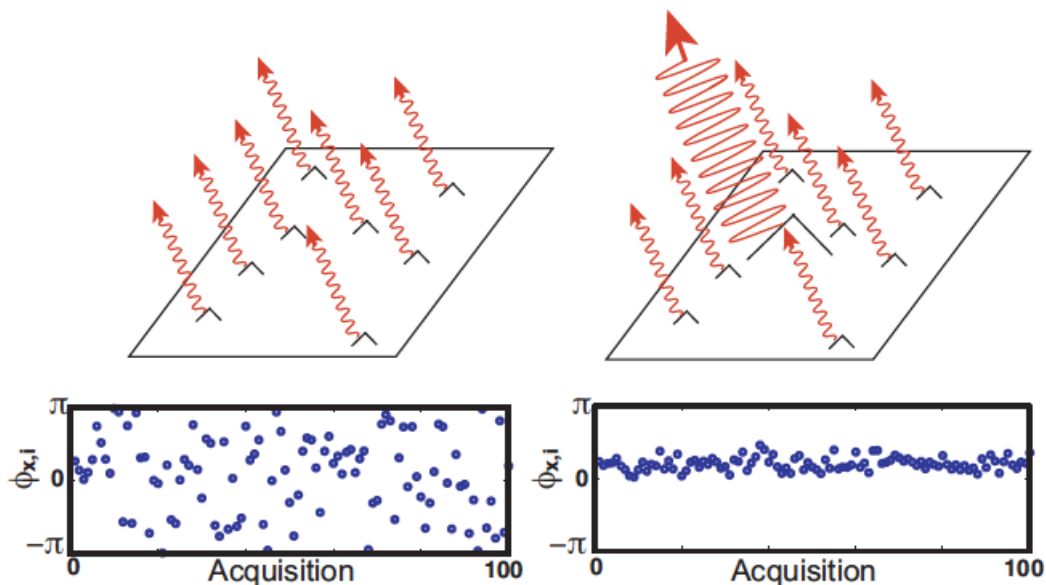 π
0
−π
ϕx,i
0
Acquisition
100
π
0
−π
ϕx,i
0
Acquisition
100